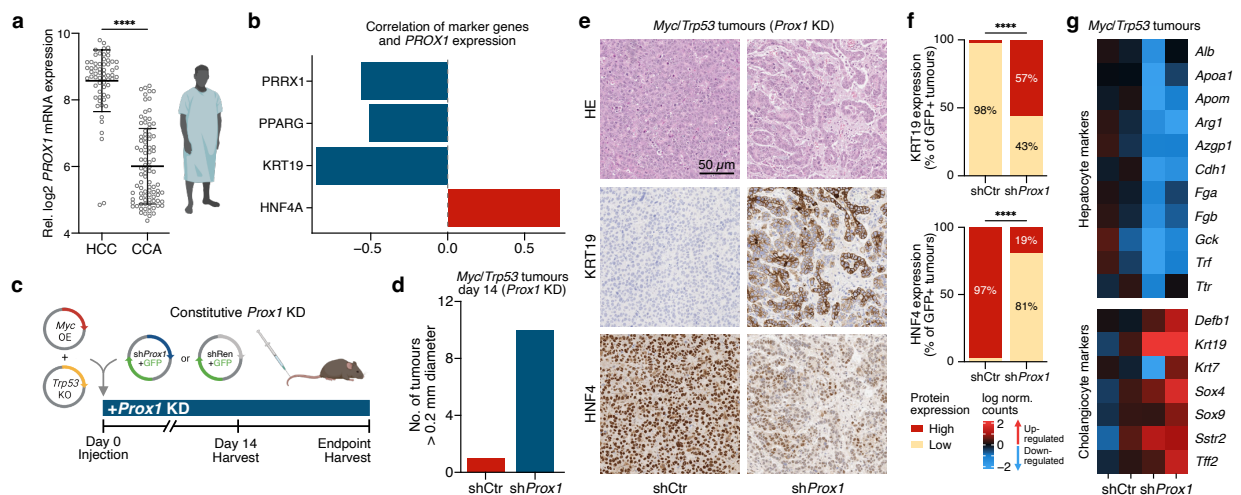 a
****
Rel. log2 PROX1 mRNA expression
10
8
6
4
HCC
CCA
b
Correlation of marker genes
and PROX1 expression
PRRX1
PPARG
KRT19
HNF4A
−0.5
0.0
0.5
c
Constitutive Prox1 KD
Myc
OE
+
Trp53
KO
shProx1
+GFP
or
shRen
+GFP
+Prox1 KD
Day 0
Injection
Day 14
Harvest
Endpoint
Harvest
d
Myc/Trp53 tumours
day 14 (Prox1 KD)
No. of tumours
> 0.2 mm diameter
12
9
6
3
0
shCtr
shProx1
e
Myc/Trp53 tumours (Prox1 KD)
HE
50 µm
KRT19
HNF4
shCtr
shProx1
f
****
KRT19 expression
(% of GFP+ tumours)
100
50
0
98%
57%
43%
shCtr
shProx1
****
HNF4 expression
(% of GFP+ tumours)
100
50
0
97%
19%
81%
shCtr
shProx1
Protein
expression
High
Low
log norm.
counts
2
1
0
−2
Up-
regulated
Down-
regulated
g
Myc/Trp53 tumours
Hepatocyte markers
Alb
Apoa1
Apom
Arg1
Azgp1
Cdh1
Fga
Fgb
Gck
Trf
Ttr
Cholangiocyte markers
Defb1
Krt19
Krt7
Sox4
Sox9
Sstr2
Tff2
shCtr
shProx1